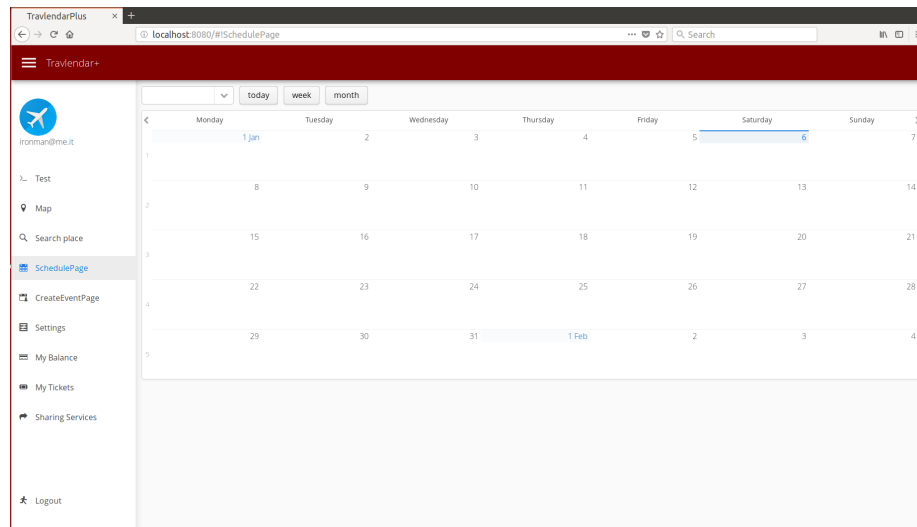 TravlendarPlus × +
localhost:8080/#!SchedulePage ••• Search
Travlendar+
ironman@me.it
Test
Map
Search place
SchedulePage
CreateEventPage
Settings
My Balance
My Tickets
Sharing Services
Logout
today week month
Monday Tuesday Wednesday Thursday Friday Saturday Sunday
1 Jan 2 3 4 5 6 7
1
8 9 10 11 12 13 14
2
15 16 17 18 19 20 21
3
22 23 24 25 26 27 28
4
29 30 31 1 Feb 2 3 4
5